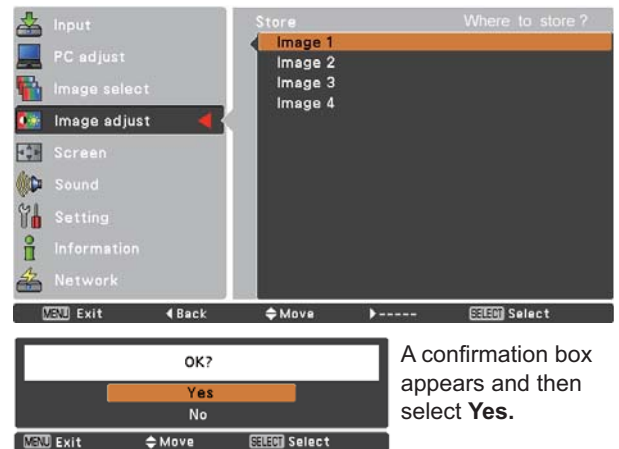 Input
PC adjust
Image select
Image adjust
Screen
Sound
Setting
Information
Network
Store Where to store ?
Image 1
Image 2
Image 3
Image 4
MENU Exit Back Move ----- SELECT Select
OK?
Yes
No
MENU Exit Move SELECT Select
A confirmation box
appears and then
select Yes.